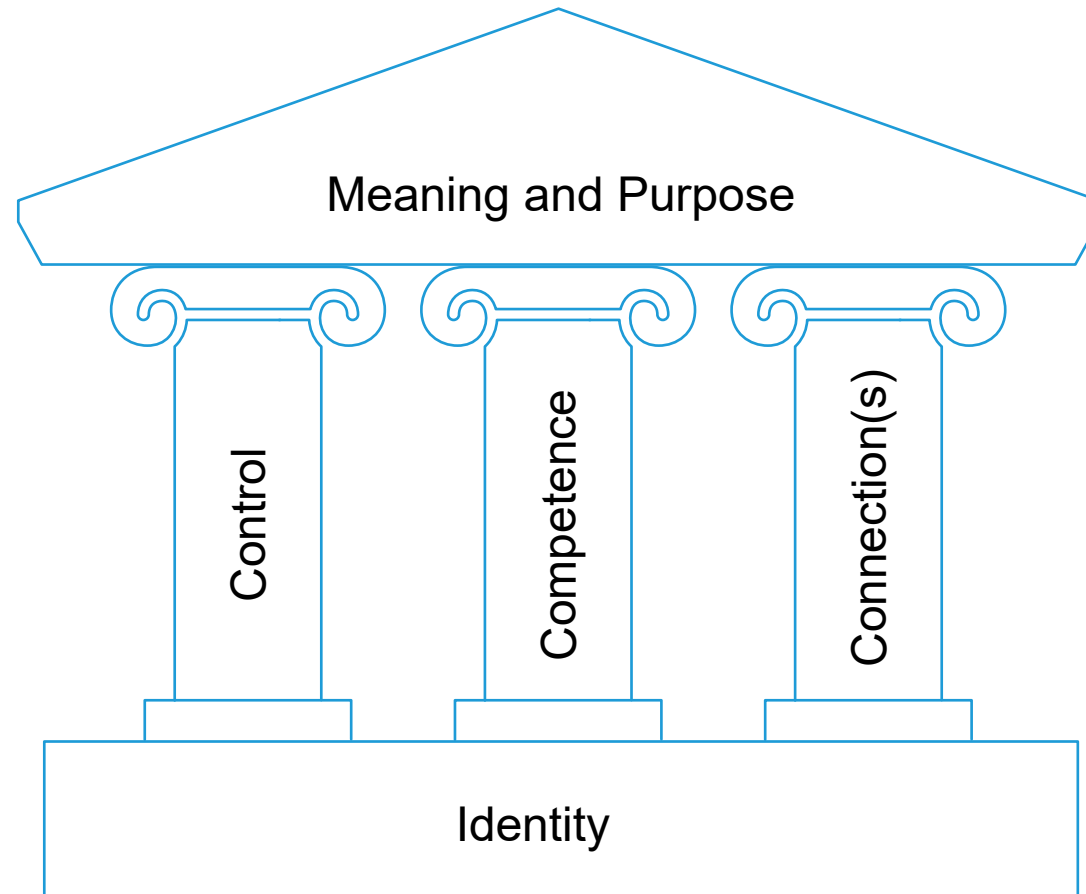 Meaning and Purpose
Control
Competence
Connection(s)
Identity